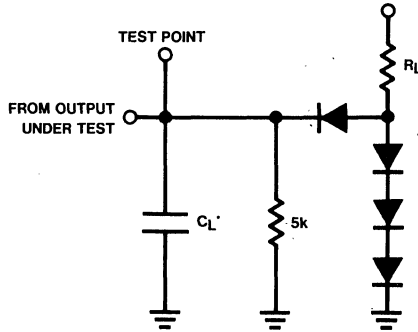 TEST POINT
RL
FROM OUTPUT
UNDER TEST
CL*
5k